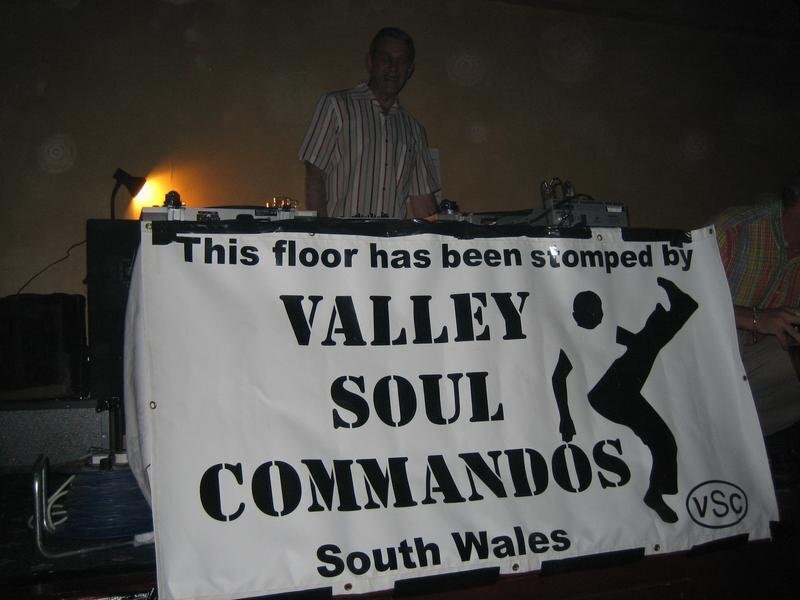 This floor has been stomped by
VALLEY
SOUL
COMMANDOS
South Wales
vSc